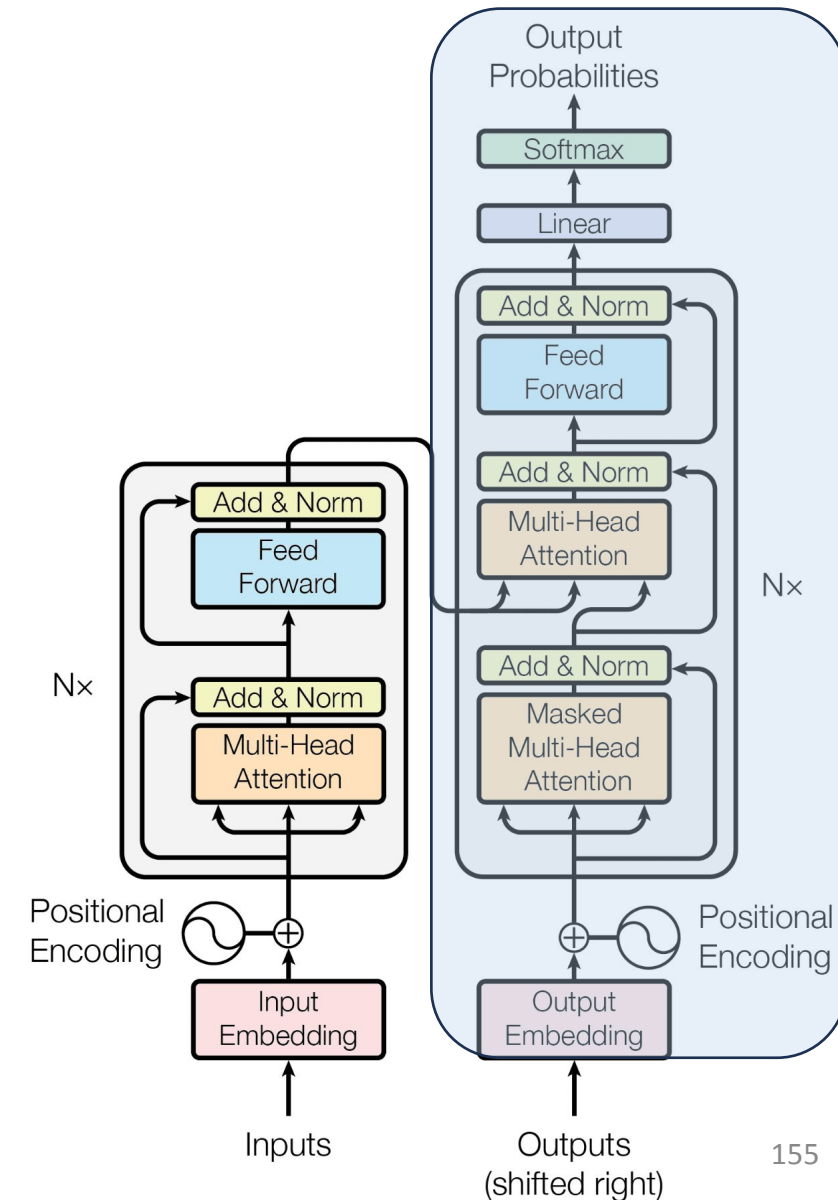 Output
Probabilities
Softmax
Linear
Add & Norm
Feed
Forward
Add & Norm
Multi-Head
Attention
Add & Norm
Masked
Multi-Head
Attention
Nx
Positional
Encoding
Output
Embedding
Outputs
(shifted right)
Add & Norm
Feed
Forward
Add & Norm
Multi-Head
Attention
Nx
Positional
Encoding
Input
Embedding
Inputs
155